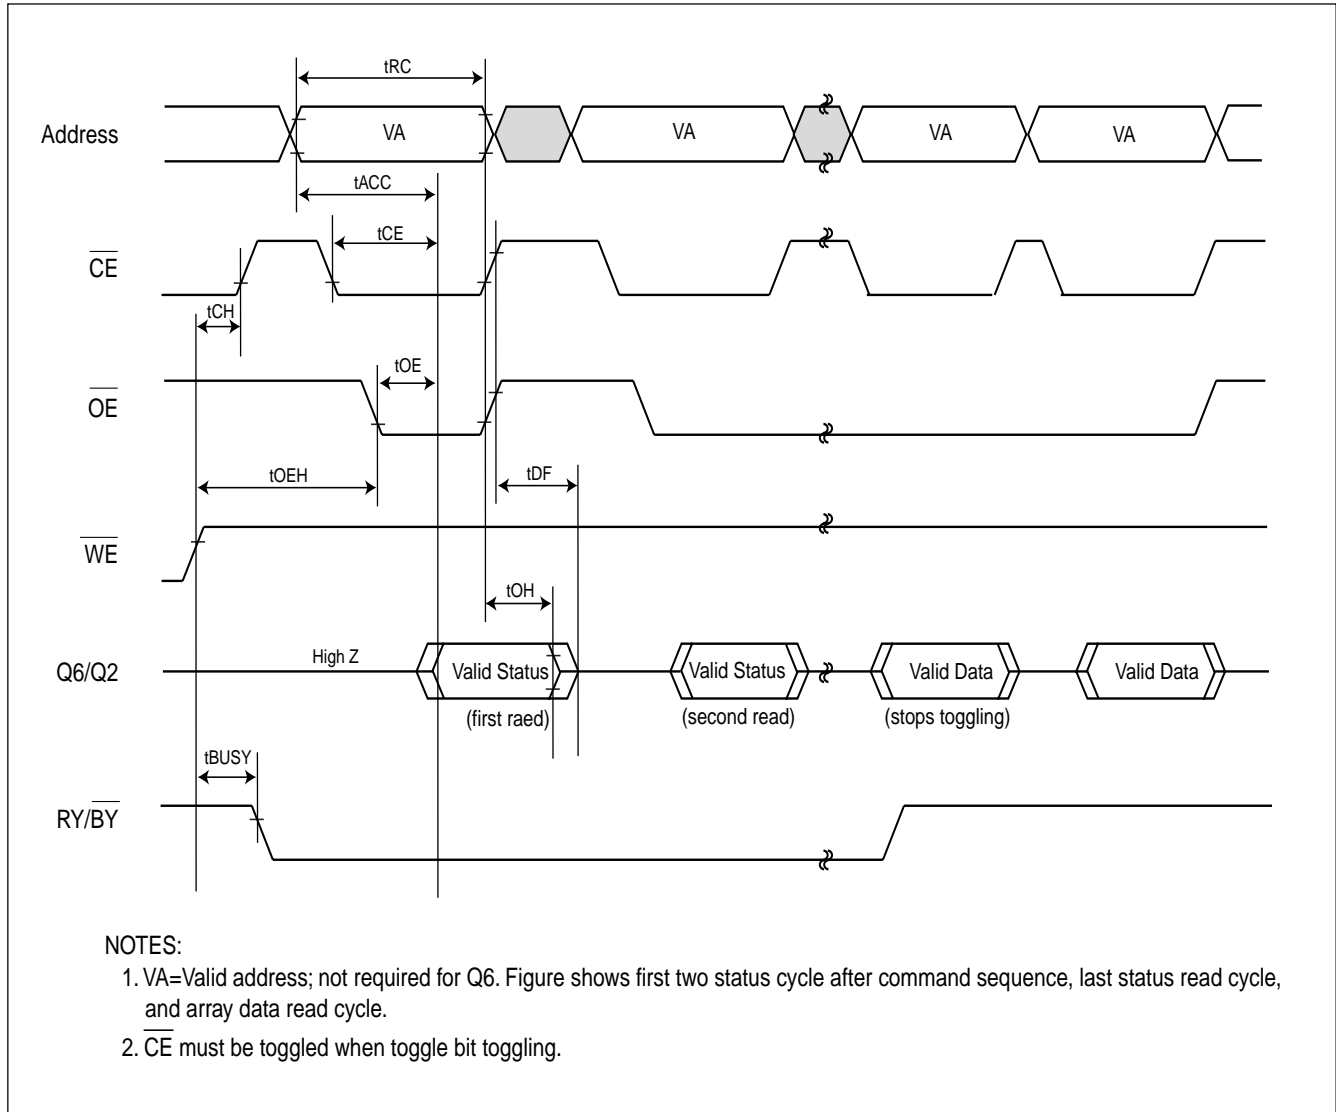 tRC
Address
VA
VA
VA
VA
tACC
tCE
CE
tCH
tOE
OE
tOEH
tDF
WE
tOH
Q6/Q2
High Z
Valid Status
Valid Status
Valid Data
Valid Data
(first raed)
(second read)
(stops toggling)
tBUSY
RY/BY
NOTES:
1. VA=Valid address; not required for Q6. Figure shows first two status cycle after command sequence, last status read cycle,
and array data read cycle.
2. CE must be toggled when toggle bit toggling.